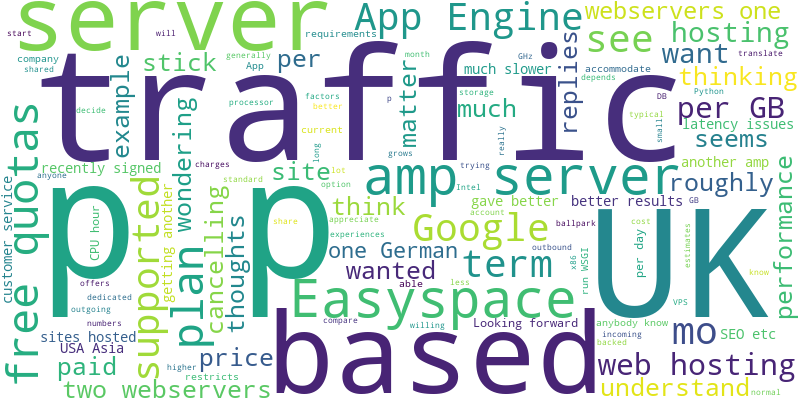 server
App Engine
webservers one
start
will
requirements
see
hosting
company
shared
example
stick
generally
App
per
GHz
replies
want
translate
much slower
accommodate
thinking
traffic
factors
better
processor
month
storage
depends
Python
decide
much
matter
DB
per GB
free quotas
wondering
current
p
really
small
typical
latency issues
long
grows
seems
recently signed
charges
trying
another amp
customer service
anyone
supported
plan
site
lot
standard
option
Intel
amp server
roughly
performance
p
p
CPU hour
getting another
cancelling
thoughts
think
account
gave better
better results
GB
UK
share
appreciate
Google
ballpark
one German
experiences
term
outbound
x86
run WSGI
per day
cost
estimates
know
wanted
offers
able
less
dedicated
outgoing
Easyspace
VPS
numbers
compare
willing
Looking forward
anybody know
incoming
backed
mo
SEO etc
sites hosted
USA Asia
higher
price
based
paid
restricts
web hosting
two webservers
understand
normal